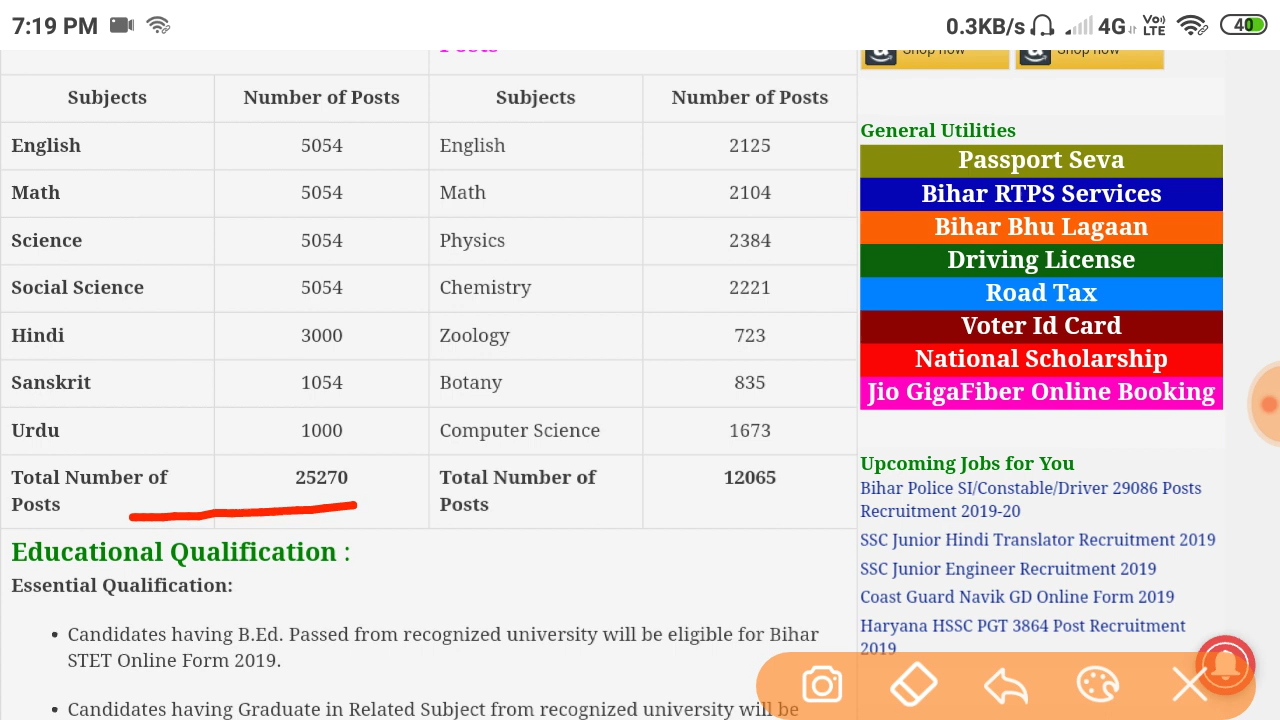 7:19 PM 0.3KB/s 4G Vo) LTE 40
Posts
Shop now Shop now
Subjects Number of Posts Subjects Number of Posts
English 5054 English 2125
Math 5054 Math 2104
Science 5054 Physics 2384
Social Science 5054 Chemistry 2221
Hindi 3000 Zoology 723
Sanskrit 1054 Botany 835
Urdu 1000 Computer Science 1673
Total Number of Posts 25270 Total Number of Posts 12065
Educational Qualification :
Essential Qualification:
• Candidates having B.Ed. Passed from recognized university will be eligible for Bihar
STET Online Form 2019.
• Candidates having Graduate in Related Subject from recognized university will be
General Utilities
Passport Seva
Bihar RTPS Services
Bihar Bhu Lagaan
Driving License
Road Tax
Voter Id Card
National Scholarship
Jio GigaFiber Online Booking
Upcoming Jobs for You
Bihar Police SI/Constable/Driver 29086 Posts
Recruitment 2019-20
SSC Junior Hindi Translator Recruitment 2019
SSC Junior Engineer Recruitment 2019
Coast Guard Navik GD Online Form 2019
Haryana HSSC PGT 3864 Post Recruitment
2019